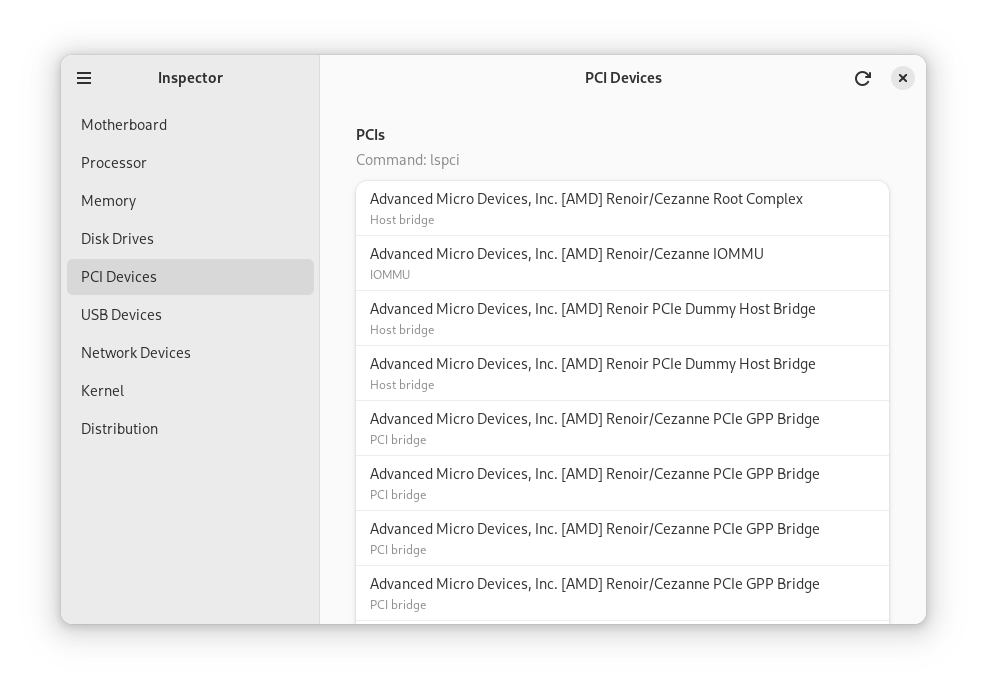 Inspector
Motherboard
Processor
Memory
Disk Drives
PCI Devices
USB Devices
Network Devices
Kernel
Distribution
PCI Devices
PCIs
Command: lspci
Advanced Micro Devices, Inc. [AMD] Renoir/Cezanne Root Complex
Host bridge
Advanced Micro Devices, Inc. [AMD] Renoir/Cezanne IOMMU
IOMMU
Advanced Micro Devices, Inc. [AMD] Renoir PCIe Dummy Host Bridge
Host bridge
Advanced Micro Devices, Inc. [AMD] Renoir PCIe Dummy Host Bridge
Host bridge
Advanced Micro Devices, Inc. [AMD] Renoir/Cezanne PCIe GPP Bridge
PCI bridge
Advanced Micro Devices, Inc. [AMD] Renoir/Cezanne PCIe GPP Bridge
PCI bridge
Advanced Micro Devices, Inc. [AMD] Renoir/Cezanne PCIe GPP Bridge
PCI bridge
Advanced Micro Devices, Inc. [AMD] Renoir/Cezanne PCIe GPP Bridge
PCI bridge